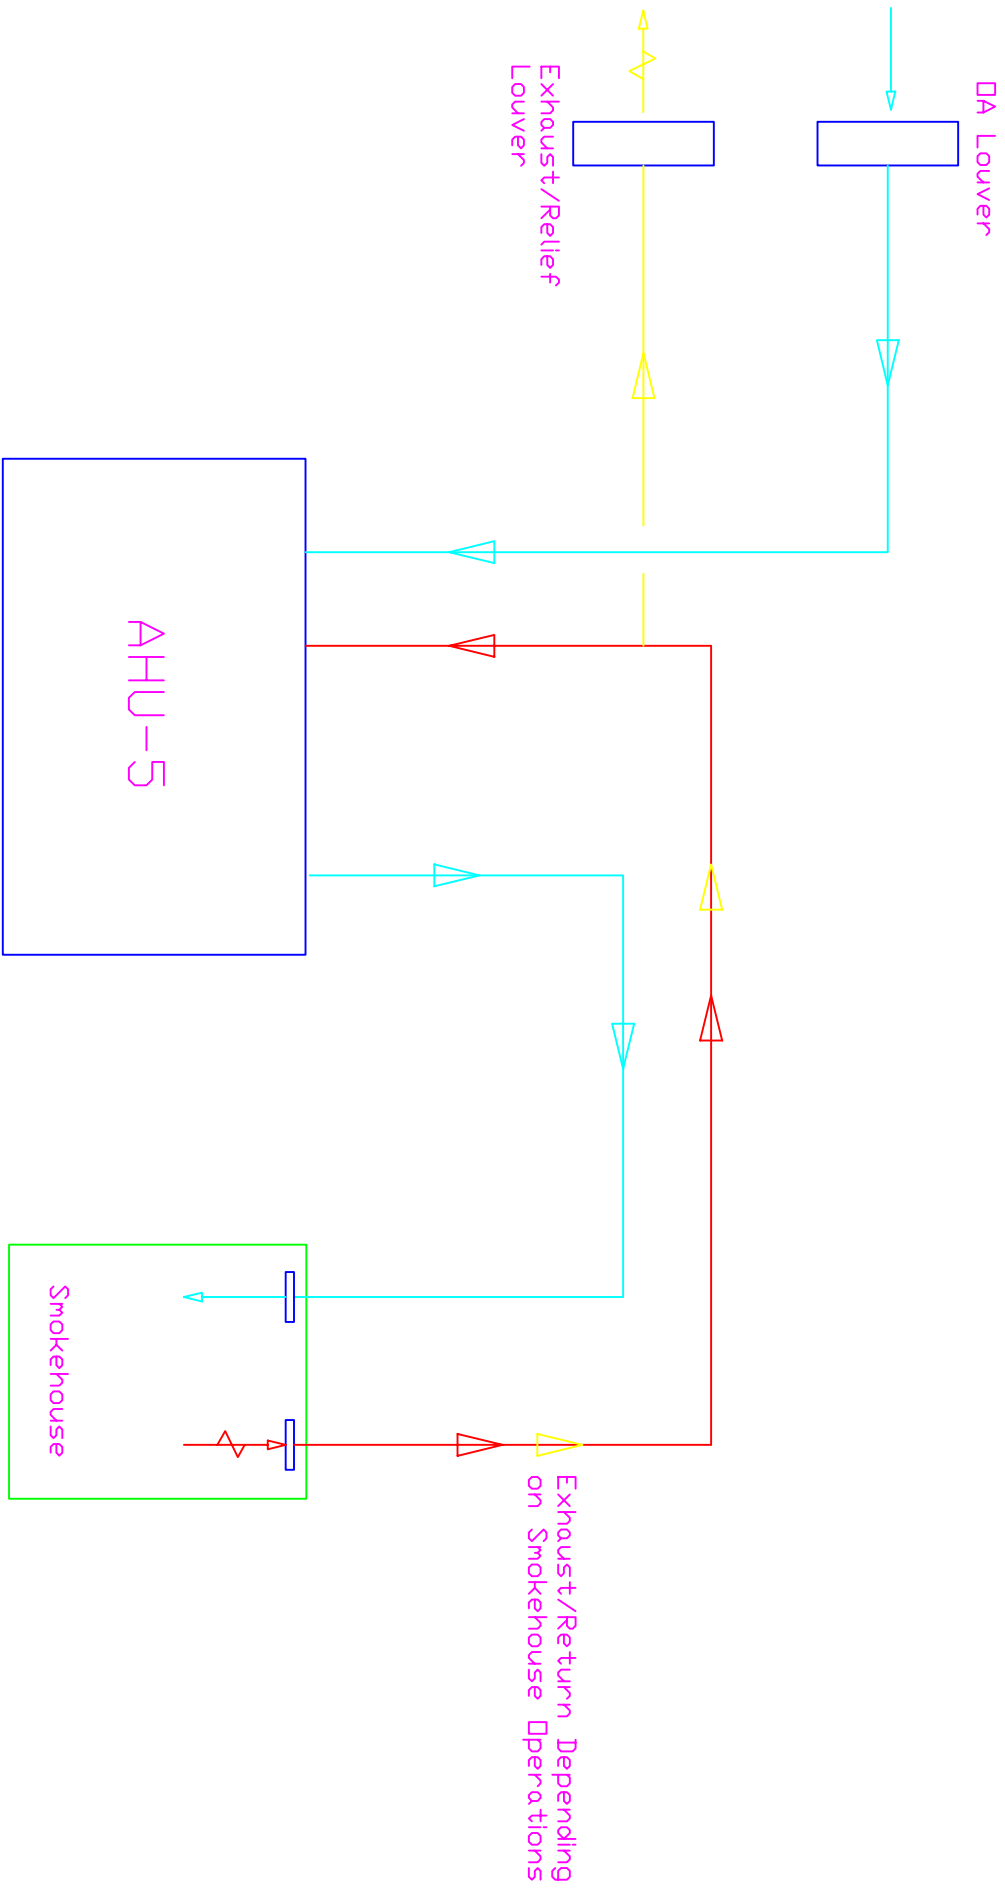 OA Louver
Exhaust/Relief
Louver
AHU-5
Exhaust/Return Depending
on Smokehouse Operations
Smokehouse